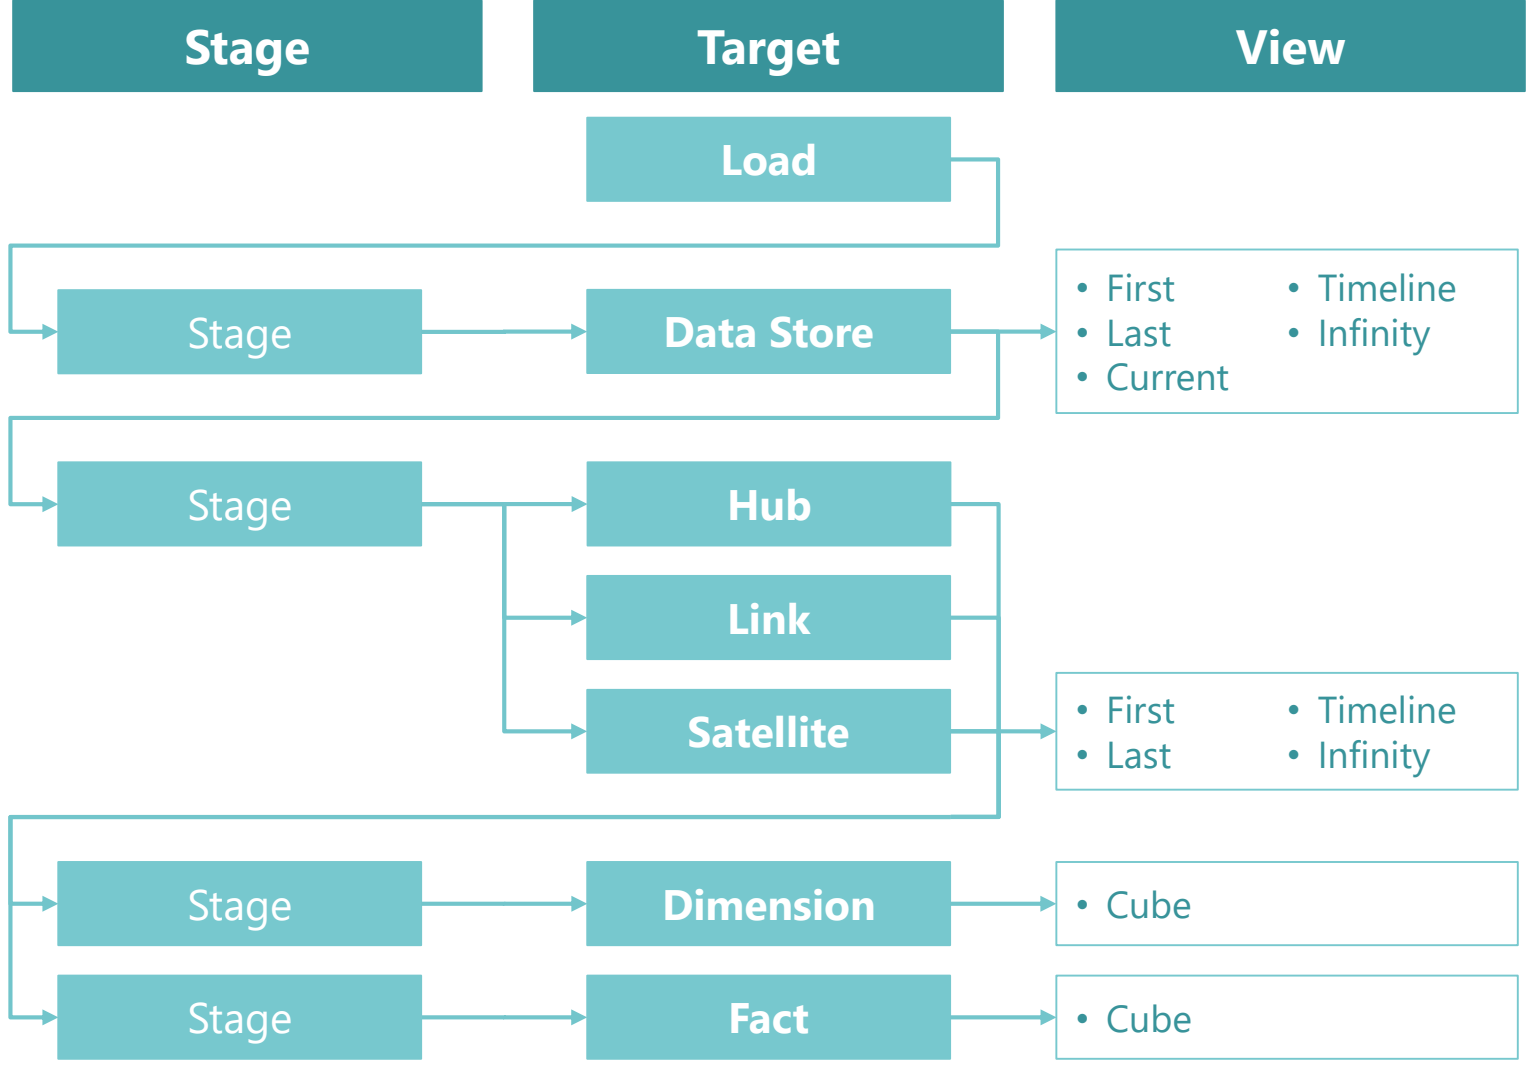 Stage
Target
View
Load
Stage
Data Store
• First
• Last
• Current
• Timeline
• Infinity
Stage
Hub
Link
Satellite
• First
• Last
• Timeline
• Infinity
Stage
Dimension
• Cube
Stage
Fact
• Cube